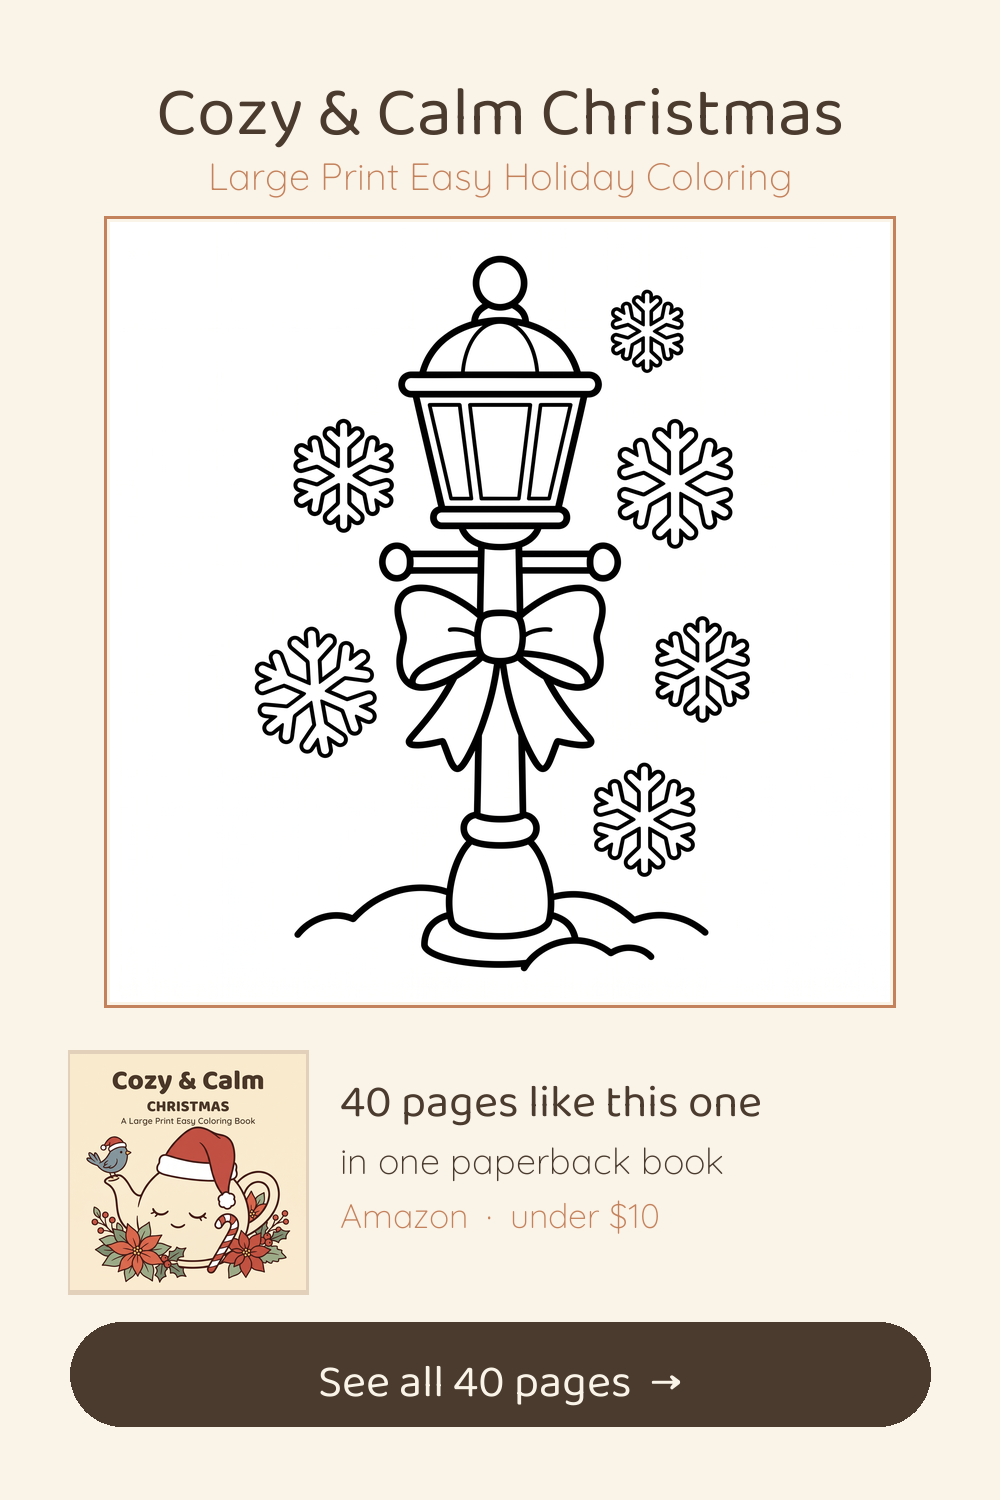 Cozy & Calm Christmas
Large Print Easy Holiday Coloring
Cozy & Calm
CHRISTMAS
A Large Print Easy Coloring Book
40 pages like this one
in one paperback book
Amazon · under $10
See all 40 pages →